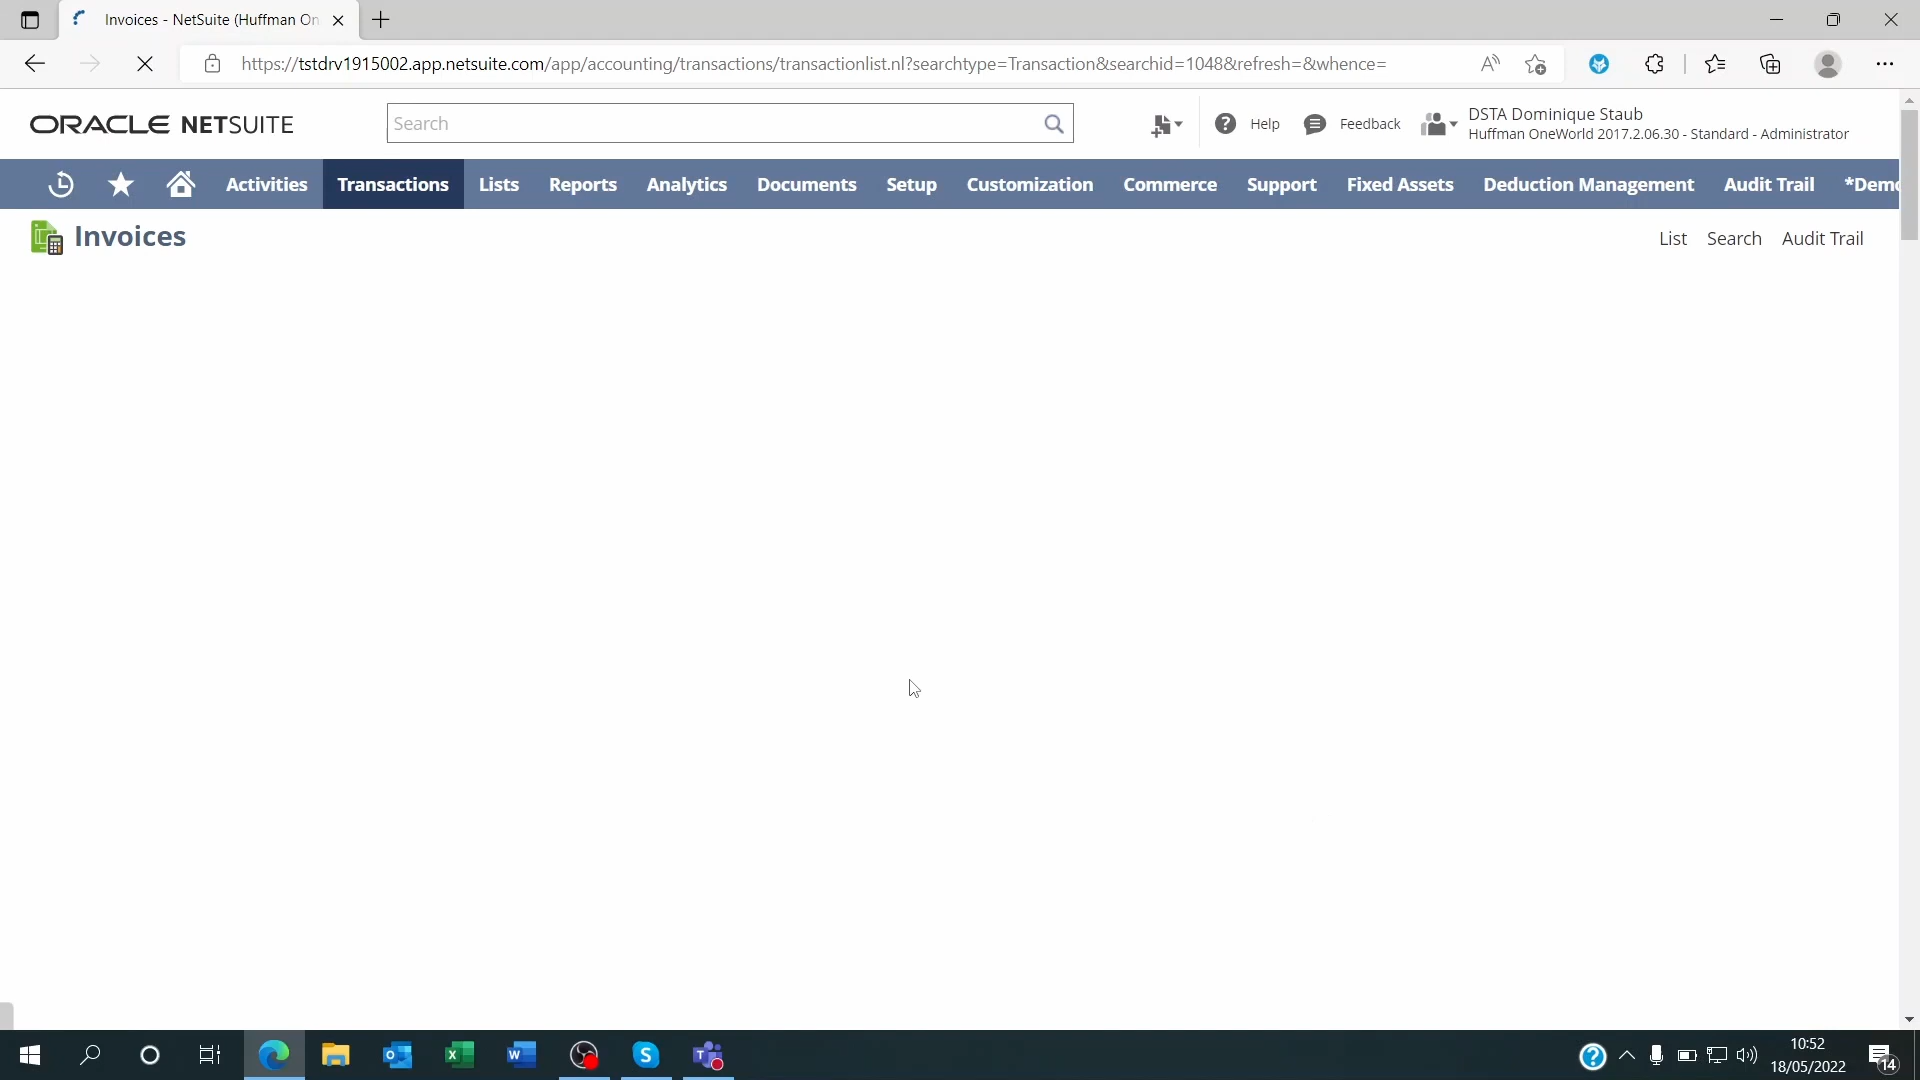 Invoices - NetSuite (Huffman On
https://tstdrv1915002.app.netsuite.com/app/accounting/transactions/transactionlist.nl?searchtype=Transaction&searchid=1048&refresh=&whence=
ORACLE NETSUITE
Search
Help
Feedback
DSTA Dominique Staub
Huffman OneWorld 2017.2.06.30 - Standard - Administrator
Activities Transactions Lists Reports Analytics Documents Setup Customization Commerce Support Fixed Assets Deduction Management Audit Trail *Demo
Invoices
List Search Audit Trail
10:52
18/05/2022
14